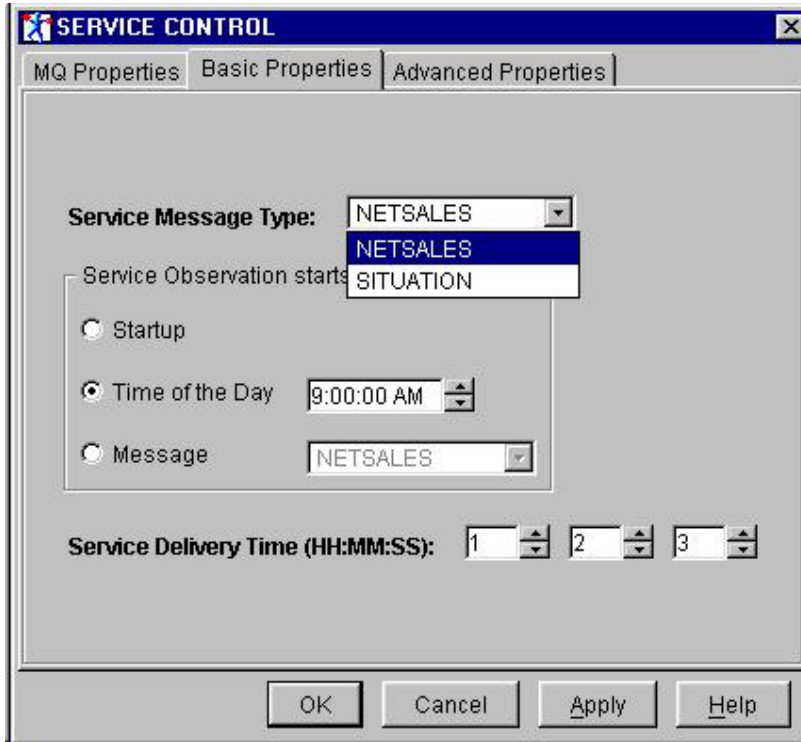 SERVICE CONTROL
MQ Properties Basic Properties Advanced Properties
Service Message Type: NETSALES
NETSALES
Service Observation starts SITUATION
Startup
Time of the Day 9:00:00 AM
Message NETSALES
Service Delivery Time (HH:MM:SS): 1 2 3
OK Cancel Apply Help